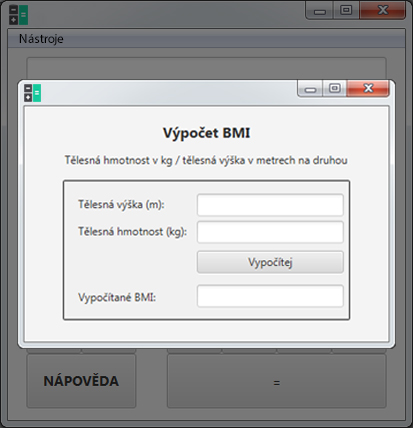 Nástroje
Výpočet BMI
Tělesná hmotnost v kg / tělesná výška v metrech na druhou
Tělesná výška (m):
Tělesná hmotnost (kg):
Vypočítej
Vypočítané BMI:
NÁPOVĚDA
=